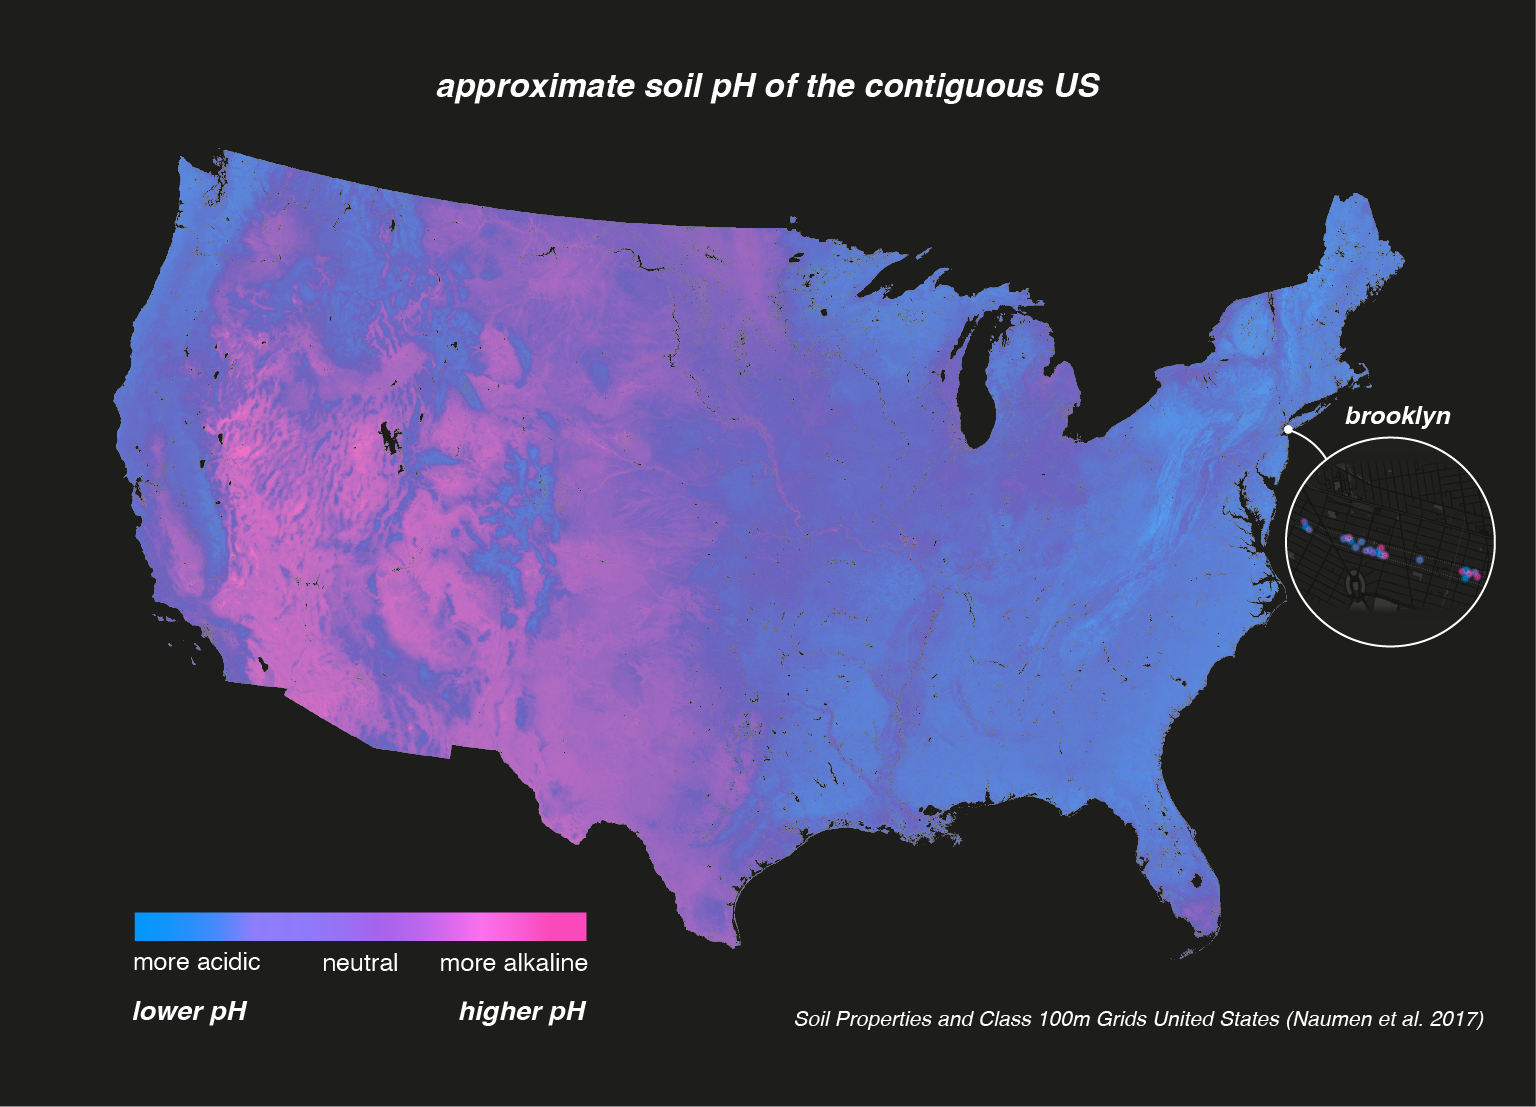 approximate soil pH of the contiguous US
brooklyn
more acidic neutral more alkaline
lower pH higher pH
Soil Properties and Class 100m Grids United States (Naumen et al. 2017)